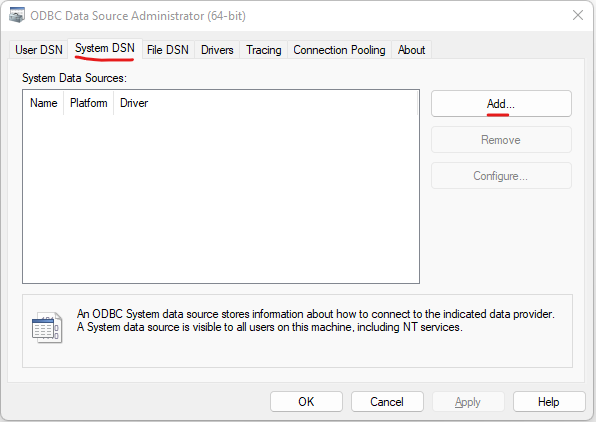 ODBC Data Source Administrator (64-bit)
User DSN System DSN File DSN Drivers Tracing Connection Pooling About
System Data Sources:
Name Platform Driver
Add...
Remove
Configure...
An ODBC System data source stores information about how to connect to the indicated data provider.
A System data source is visible to all users on this machine, including NT services.
OK Cancel Apply Help